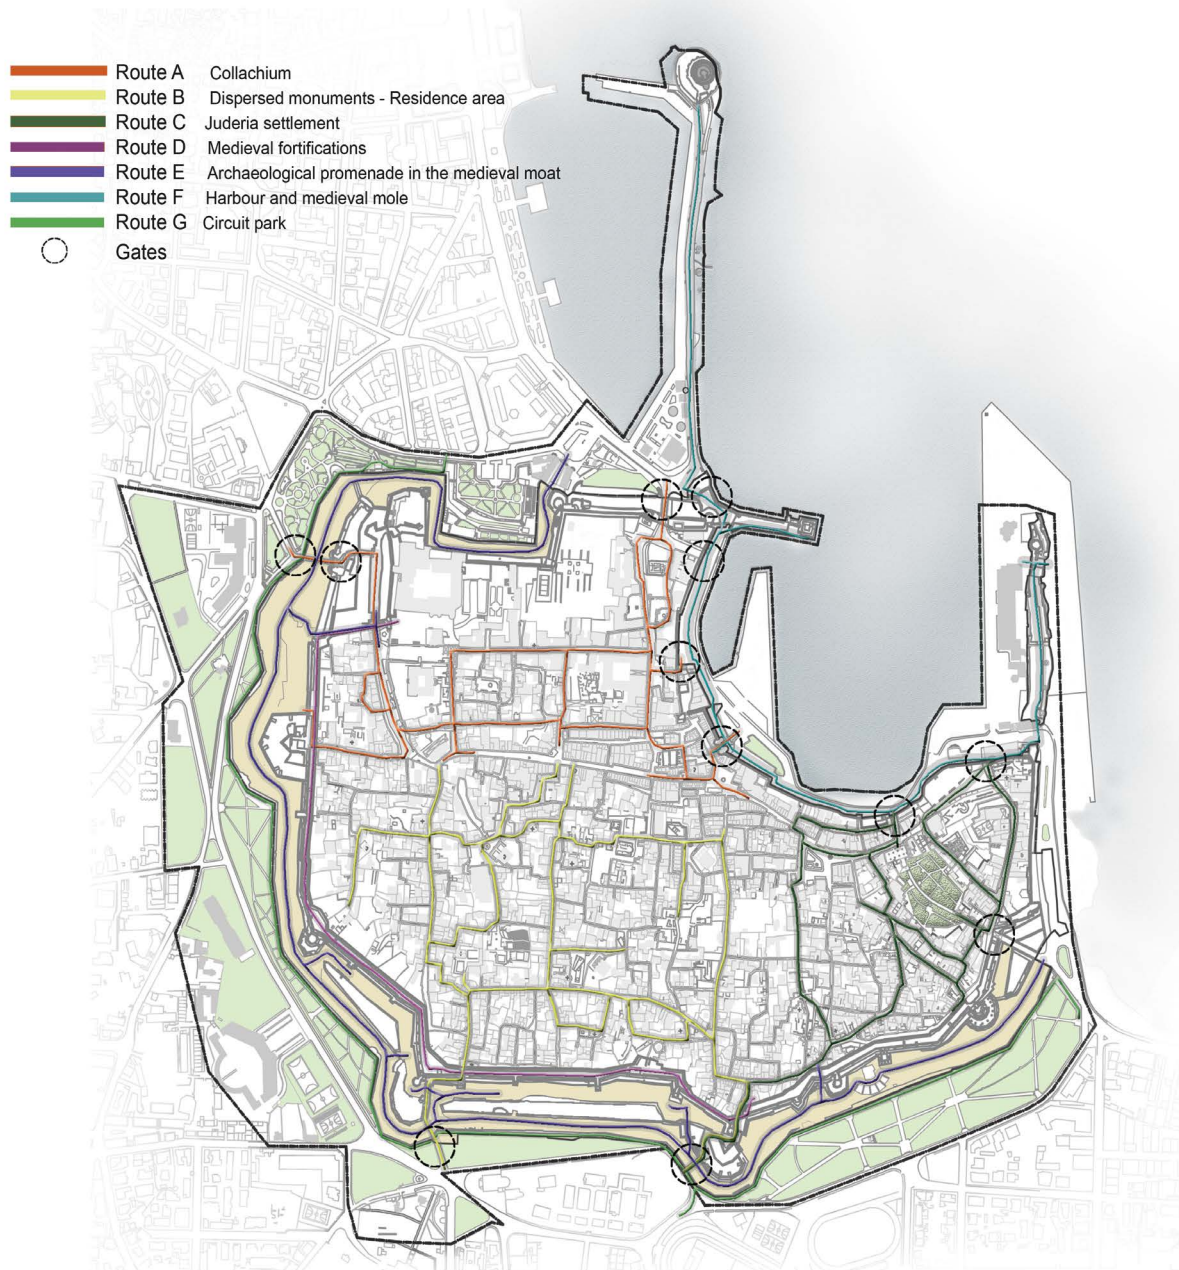 Route A Collachium
Route B Dispersed monuments - Residence area
Route C Juderia settlement
Route D Medieval fortifications
Route E Archaeological promenade in the medieval moat
Route F Harbour and medieval mole
Route G Circuit park
Gates